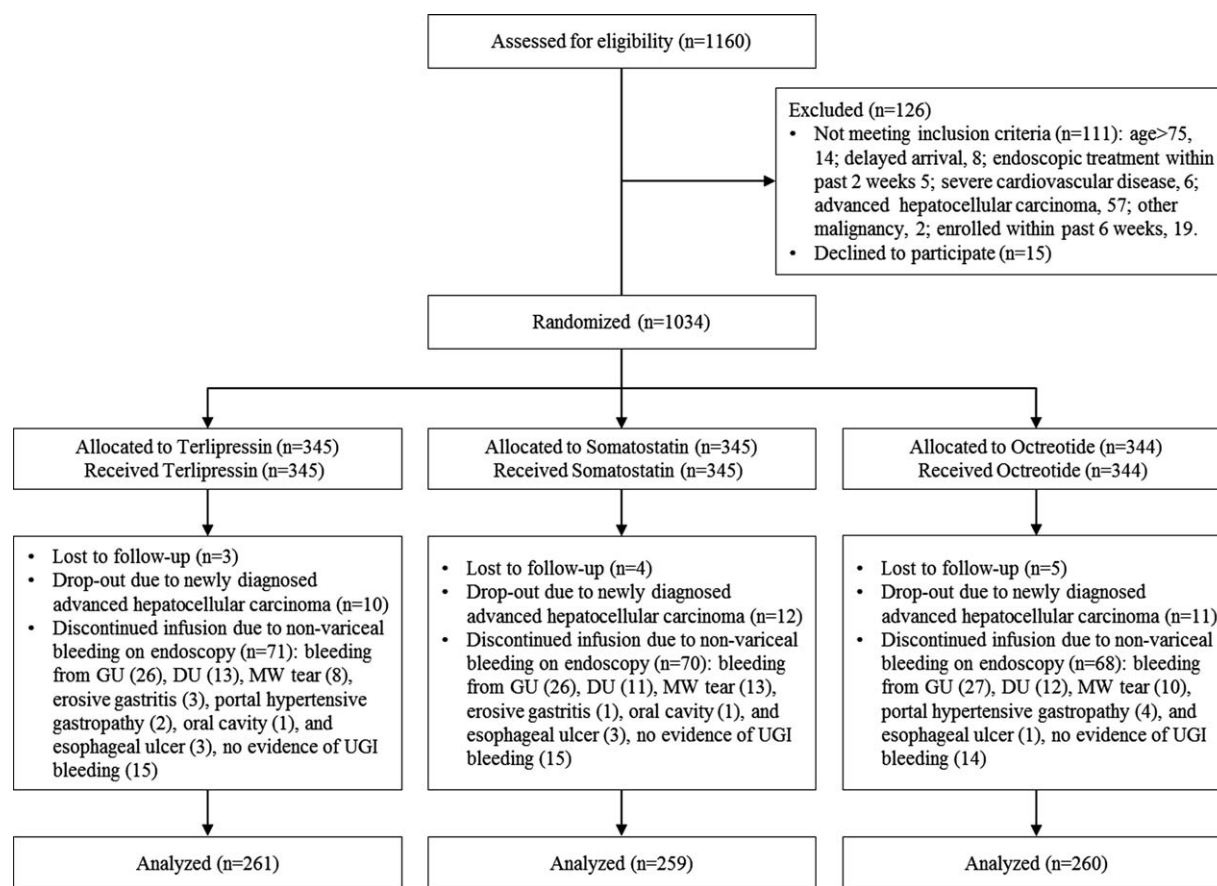 Assessed for eligibility (n=1160)
Excluded (n=126)
• Not meeting inclusion criteria (n=111): age>75,
14; delayed arrival, 8; endoscopic treatment within
past 2 weeks 5; severe cardiovascular disease, 6;
advanced hepatocellular carcinoma, 57; other
malignancy, 2; enrolled within past 6 weeks, 19.
• Declined to participate (n=15)
Randomized (n=1034)
Allocated to Terlipressin (n=345)
Received Terlipressin (n=345)
Allocated to Somatostatin (n=345)
Received Somatostatin (n=345)
Allocated to Octreotide (n=344)
Received Octreotide (n=344)
• Lost to follow-up (n=3)
• Drop-out due to newly diagnosed
advanced hepatocellular carcinoma (n=10)
• Discontinued infusion due to non-variceal
bleeding on endoscopy (n=71): bleeding
from GU (26), DU (13), MW tear (8),
erosive gastritis (3), portal hypertensive
gastropathy (2), oral cavity (1), and
esophageal ulcer (3), no evidence of UGI
bleeding (15)
• Lost to follow-up (n=4)
• Drop-out due to newly diagnosed
advanced hepatocellular carcinoma (n=12)
• Discontinued infusion due to non-variceal
bleeding on endoscopy (n=70): bleeding
from GU (26), DU (11), MW tear (13),
erosive gastritis (1), oral cavity (1), and
esophageal ulcer (3), no evidence of UGI
bleeding (15)
• Lost to follow-up (n=5)
• Drop-out due to newly diagnosed
advanced hepatocellular carcinoma (n=11)
• Discontinued infusion due to non-variceal
bleeding on endoscopy (n=68): bleeding
from GU (27), DU (12), MW tear (10),
portal hypertensive gastropathy (4), and
esophageal ulcer (1), no evidence of UGI
bleeding (14)
Analyzed (n=261)
Analyzed (n=259)
Analyzed (n=260)